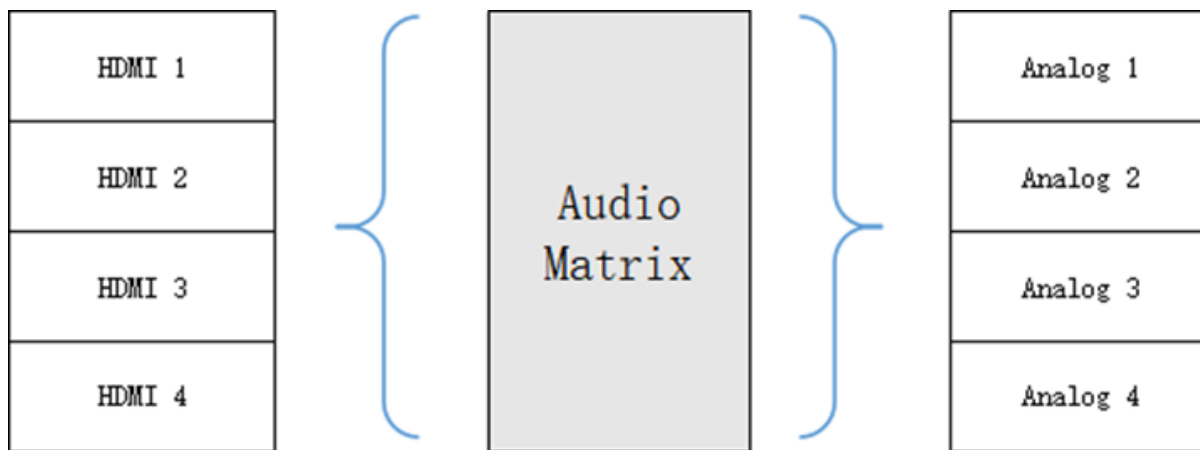 HDMI 1
HDMI 2
HDMI 3
HDMI 4
Audio
Matrix
Analog 1
Analog 2
Analog 3
Analog 4